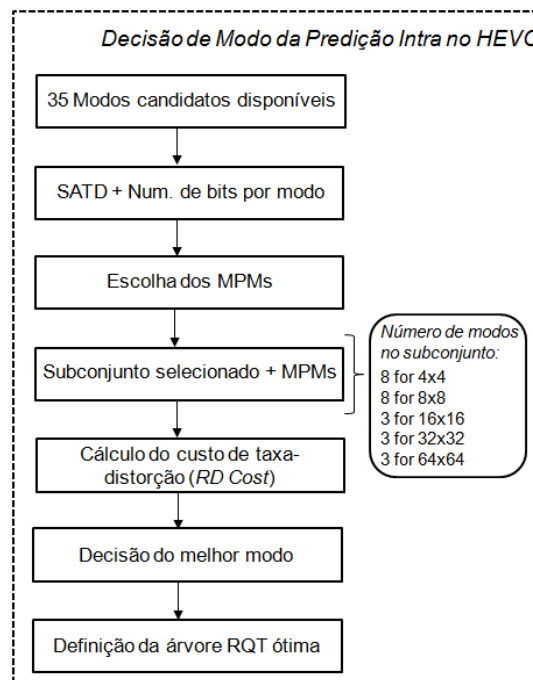 Decisão de Modo da Predição Intra no HEVC
35 Modos candidatos disponíveis
SATD + Num. de bits por modo
Escolha dos MPMs
Subconjunto selecionado + MPMs
Número de modos
no subconjunto:
8 for 4x4
8 for 8x8
3 for 16x16
3 for 32x32
3 for 64x64
Cálculo do custo de taxa-
distorção (RD Cost)
Decisão do melhor modo
Definição da árvore RQT ótima